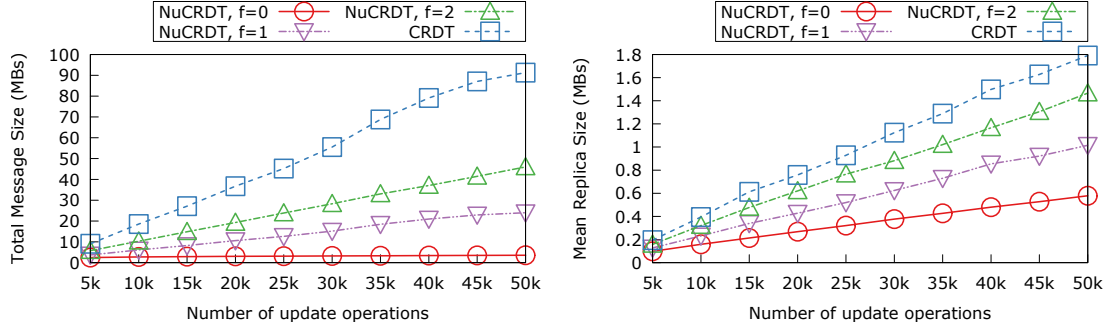 NuCRDT, f=0
NuCRDT, f=2
NuCRDT, f=1
CRDT
Total Message Size (MBs)
100
90
80
70
60
50
40
30
20
10
0
5k 10k 15k 20k 25k 30k 35k 40k 45k 50k
Number of update operations
NuCRDT, f=0
NuCRDT, f=2
NuCRDT, f=1
CRDT
Mean Replica Size (MBs)
1.8
1.6
1.4
1.2
1
0.8
0.6
0.4
0.2
0
5k 10k 15k 20k 25k 30k 35k 40k 45k 50k
Number of update operations